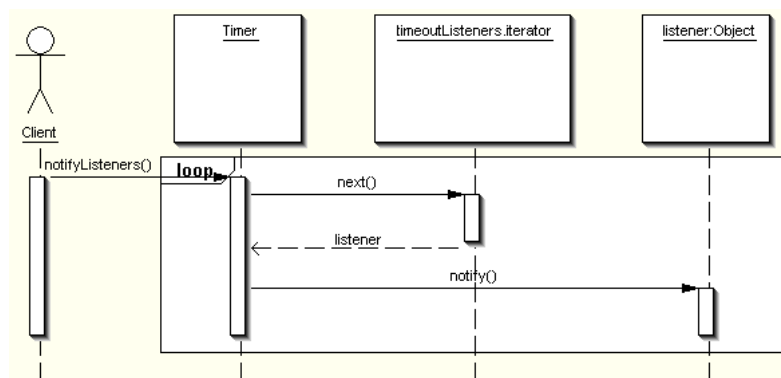 Timer
timeoutListeners.iterator
listener:Object
Client
notifyListeners()
loop
next()
listener
notify()